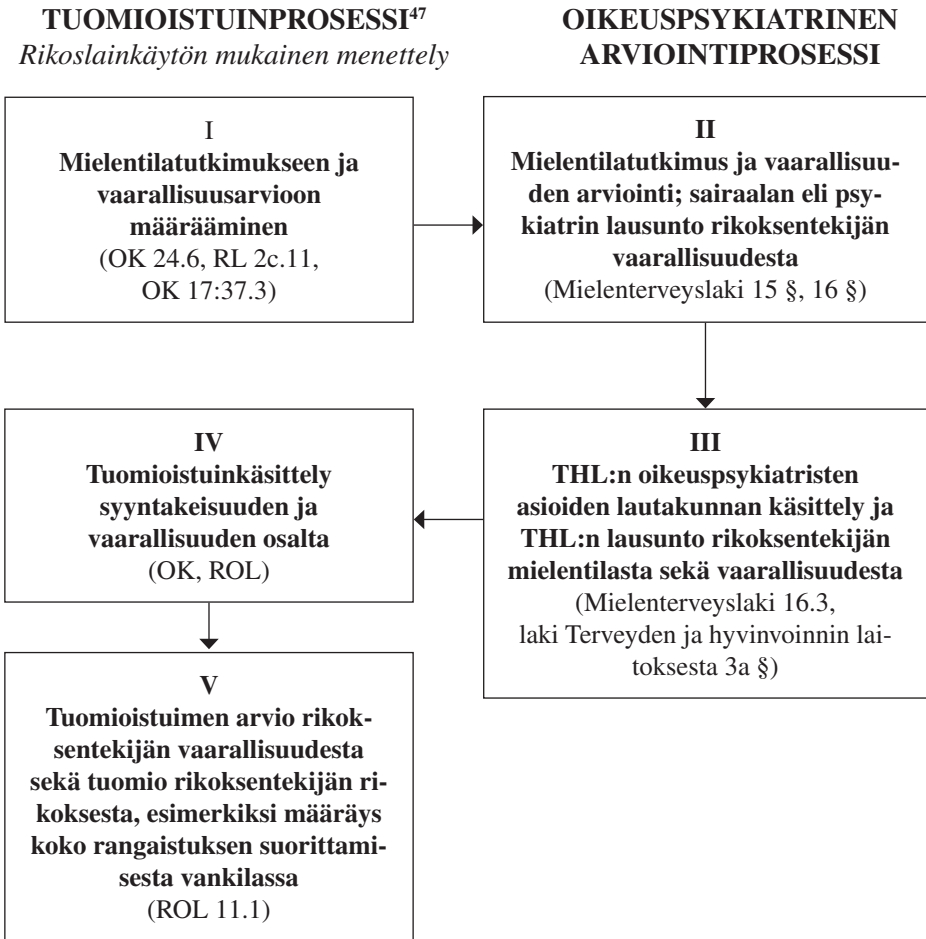 TUOMIOISTUINPROSESSI⁴⁷
Rikoslainkäytön mukainen menettely
OIKEUSPSYKIATRINEN
ARVIOINTIPROSESSI
I
Mielentilatutkimukseen ja
vaarallisuusarvioon
määrääminen
(OK 24.6, RL 2c.11,
OK 17:37.3)
II
Mielentilatutkimus ja vaarallisuu-
den arviointi; sairaalan eli psy-
kiatrin lausunto rikoksentekijän
vaarallisuudesta
(Mielenterveyslaki 15 §, 16 §)
III
THL:n oikeuspsykiatristen
asioiden lautakunnan käsittely ja
THL:n lausunto rikoksentekijän
mielentilasta sekä vaarallisuudesta
(Mielenterveyslaki 16.3,
laki Terveyden ja hyvinvoinnin lai-
toksesta 3a §)
IV
Tuomioistuinkäsittely
syyntakeisuuden ja
vaarallisuuden osalta
(OK, ROL)
V
Tuomioistuimen arvio rikok-
sentekijän vaarallisuudesta
sekä tuomio rikoksentekijän ri-
koksesta, esimerkiksi määräys
koko rangaistuksen suorittami-
sesta vankilassa
(ROL 11.1)